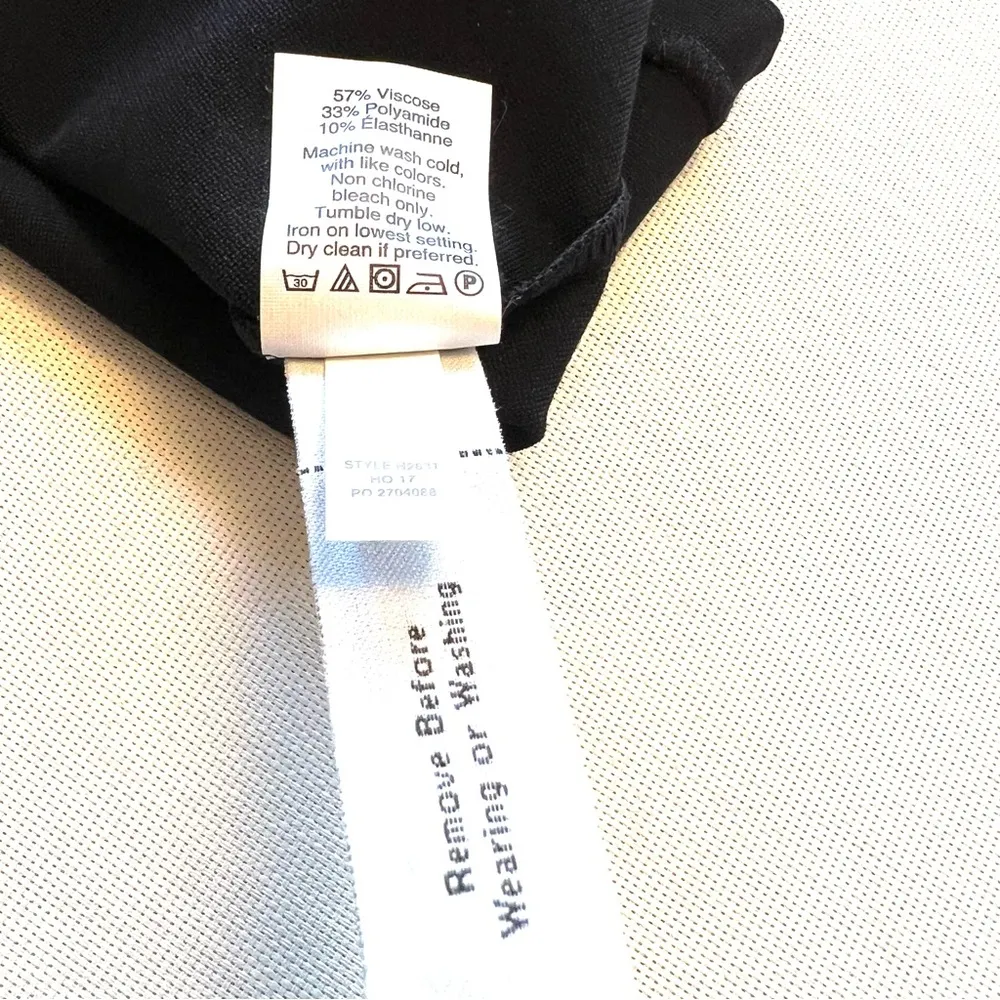 57% Viscose
33% Polyamide
10% Élasthanne
Machine wash cold,
with like colors.
Non chlorine
bleach only.
Tumble dry low.
Iron on lowest setting.
Dry clean if preferred.
30 P
STYLE
HO 17
PO
Remove Before
Wearing or Washing